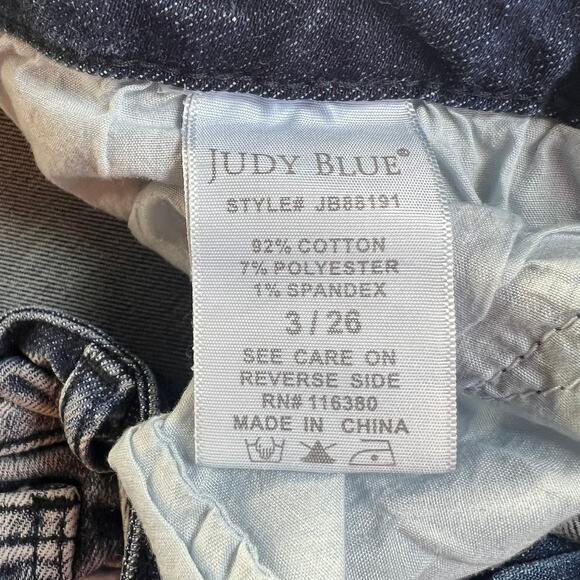 JUDY BLUE®
STYLE# JB88191
92% COTTON
7% POLYESTER
1% SPANDEX
3 / 26
SEE CARE ON
REVERSE SIDE
RN# 116380
MADE IN CHINA